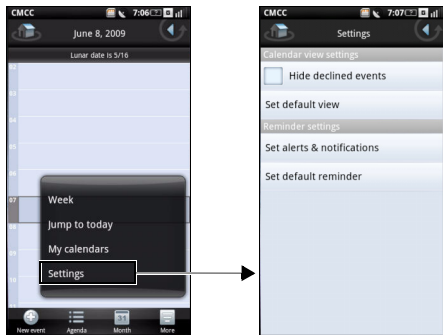 CMCC 7:06
June 8, 2009
Lunar date is 5/16
Week
Jump to today
My calendars
Settings
New event Agenda Month More
31
CMCC 7:07
Settings
Calendar view settings
Hide declined events
Set default view
Reminder settings
Set alerts & notifications
Set default reminder